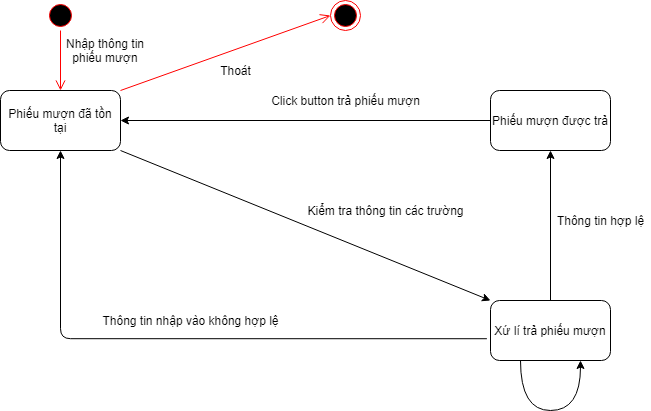 Nhập thông tin
phiếu mượn
Thoát
Click button trả phiếu mượn
Phiếu mượn đã tồn
tại
Phiếu mượn được trả
Kiểm tra thông tin các trường
Thông tin hợp lệ
Thông tin nhập vào không hợp lệ
Xử lí trả phiếu mượn